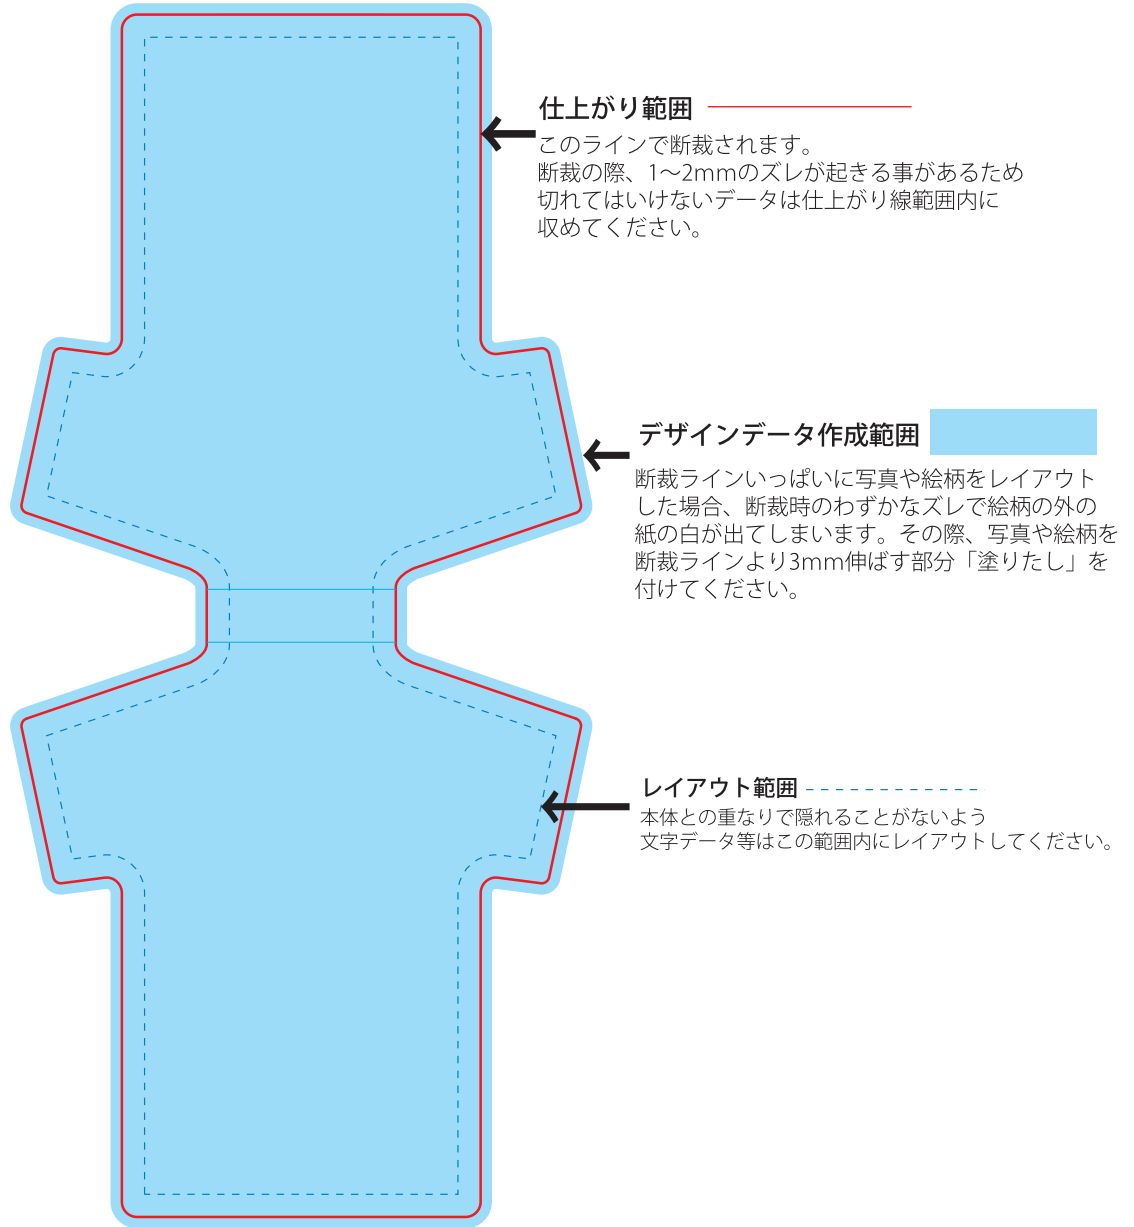 仕上がり範囲
このラインで断裁されます。
断裁の際、1〜2mmのズレが起きる事があるため
切れてはいけないデータは仕上がり線範囲内に
収めてください。
デザインデータ作成範囲
断裁ラインいっぱいに写真や絵柄をレイアウト
した場合、断裁時のわずかなズレで絵柄の外の
紙の白が出てしまいます。その際、写真や絵柄を
断裁ラインより3mm伸ばす部分「塗りたし」を
付けてください。
レイアウト範囲
本体との重なりで隠れることがないよう
文字データ等はこの範囲内にレイアウトしてください。